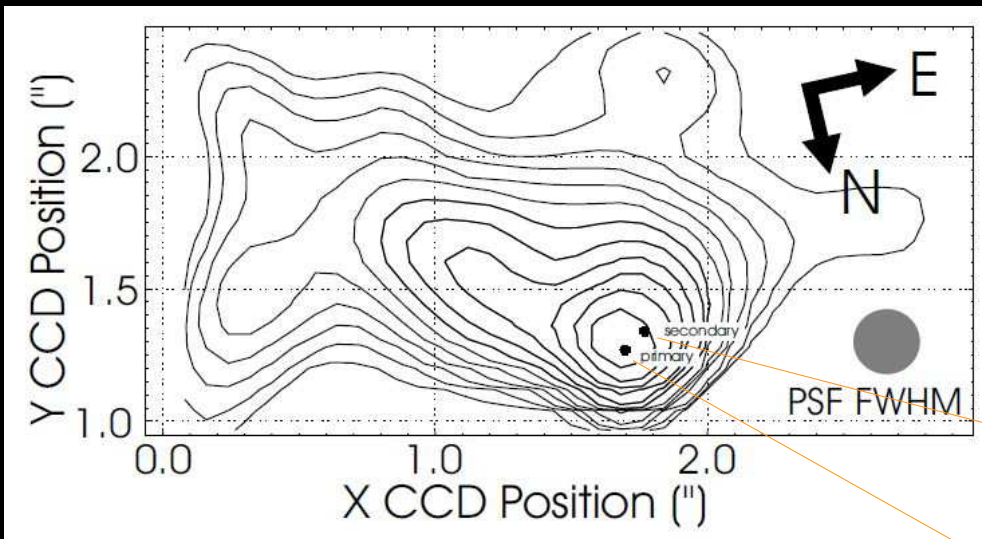 E
2.0
N
Y CCD Position (")
1.5
secondary
primary
PSF FWHM
1.0
0.0 1.0 2.0
X CCD Position (")